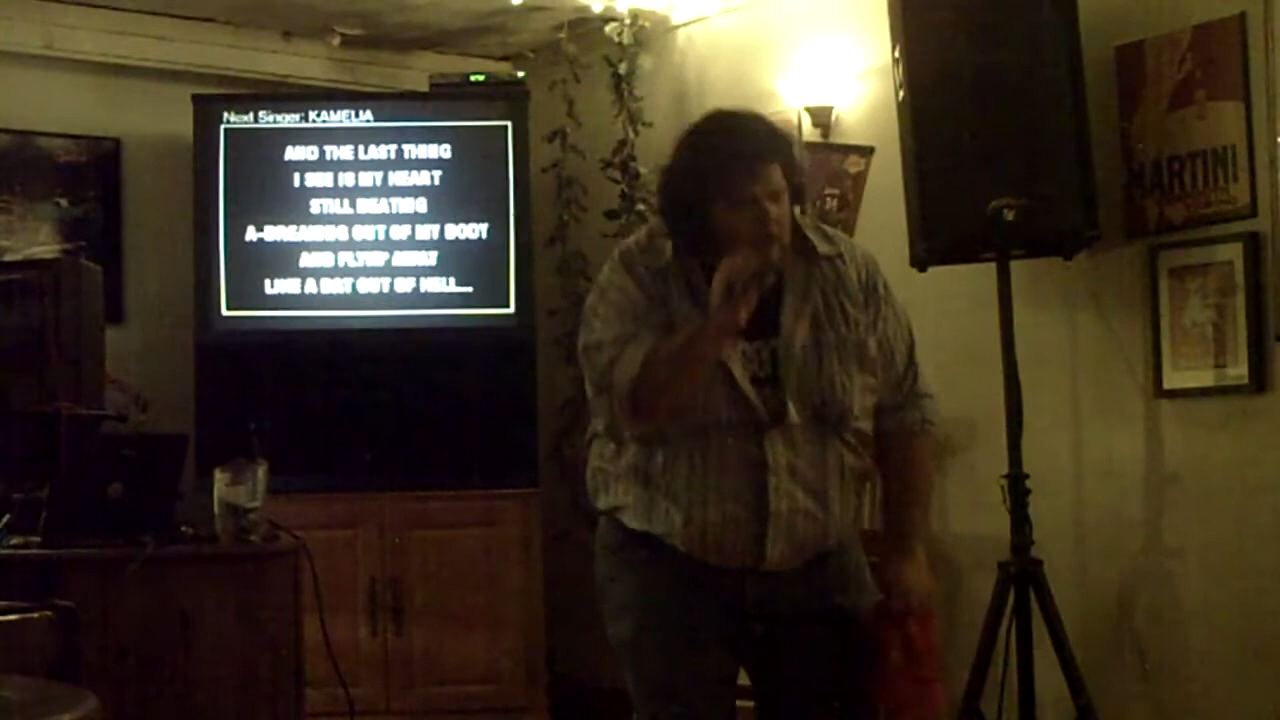 Next Singer: KAMELIA
AND THE LAST THING
I SEE IS MY HEART
STILL BEATING
A-BREAKING OUT OF MY BODY
AND FLYIN' AWAY
LIKE A BAT OUT OF HELL...
MARTINI